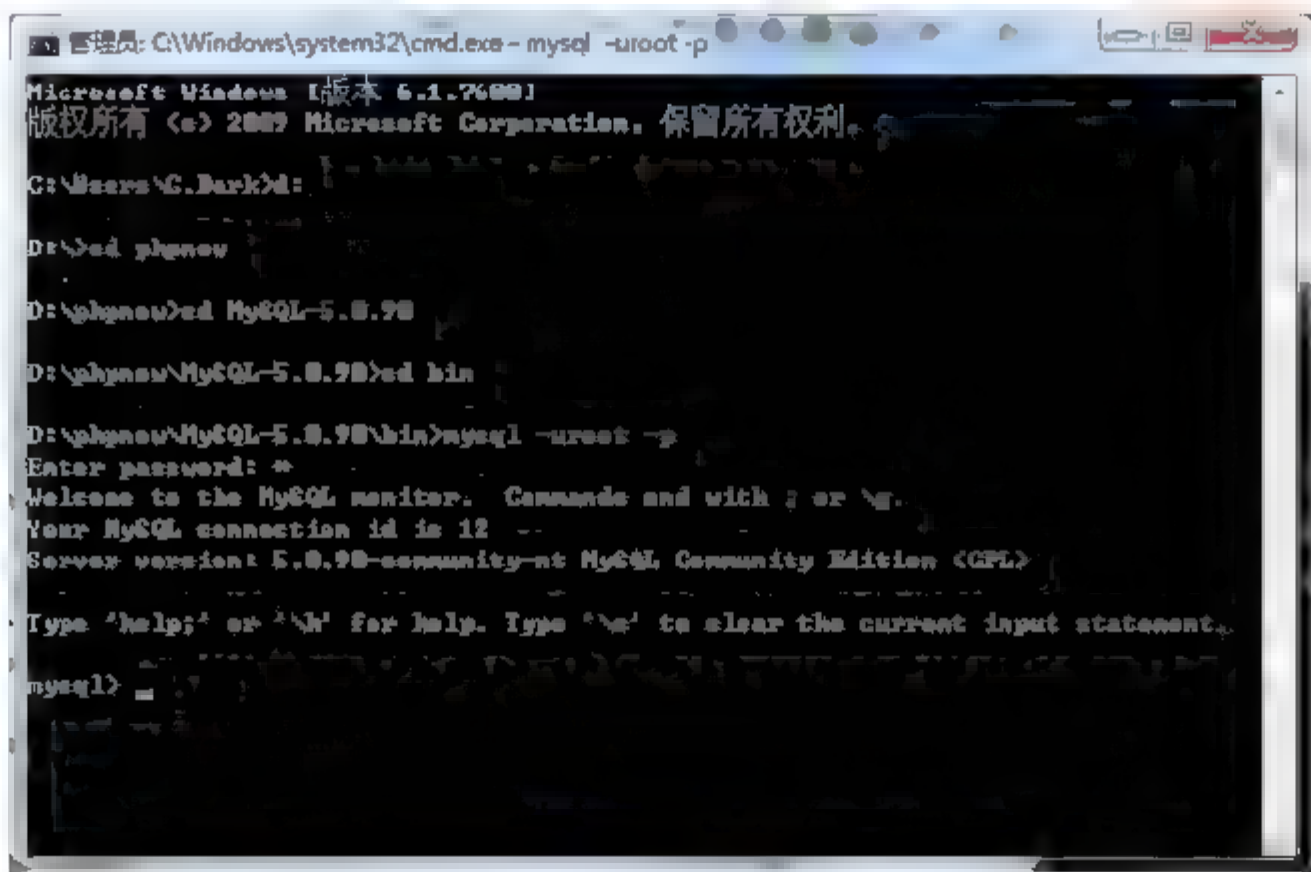 管理员: C:\Windows\system32\cmd.exe - mysql -uroot -p
Microsoft Windows [版本 6.1.7600]
版权所有 (c) 2009 Microsoft Corporation. 保留所有权利。
C:\Users\G.Dark>d:
D:\>cd phpnow
D:\phpnow>cd MySQL-5.0.90
D:\phpnow\MySQL-5.0.90>cd bin
D:\phpnow\MySQL-5.0.90\bin>mysql -uroot -p
Enter password: *
Welcome to the MySQL monitor.  Commands end with ; or \g.
Your MySQL connection id is 12
Server version: 5.0.90-community-nt MySQL Community Edition (GPL)
Type 'help;' or '\h' for help. Type '\c' to clear the current input statement.
mysql> _